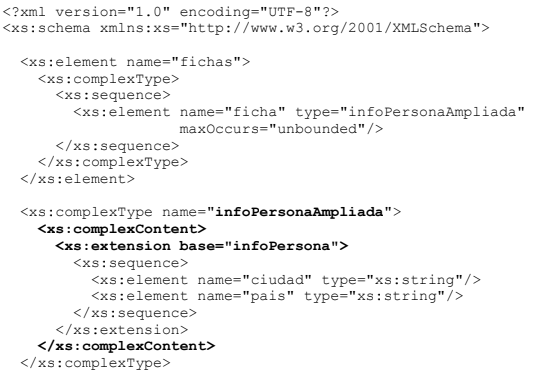 <?xml version="1.0" encoding="UTF-8"?>
<xs:schema xmlns:xs="http://www.w3.org/2001/XMLSchema">

  <xs:element name="fichas">
    <xs:complexType>
      <xs:sequence>
        <xs:element name="ficha" type="infoPersonaAmpliada"
                    maxOccurs="unbounded"/>
      </xs:sequence>
    </xs:complexType>
  </xs:element>

  <xs:complexType name="infoPersonaAmpliada">
    <xs:complexContent>
      <xs:extension base="infoPersona">
        <xs:sequence>
          <xs:element name="ciudad" type="xs:string"/>
          <xs:element name="pais" type="xs:string"/>
        </xs:sequence>
      </xs:extension>
    </xs:complexContent>
  </xs:complexType>